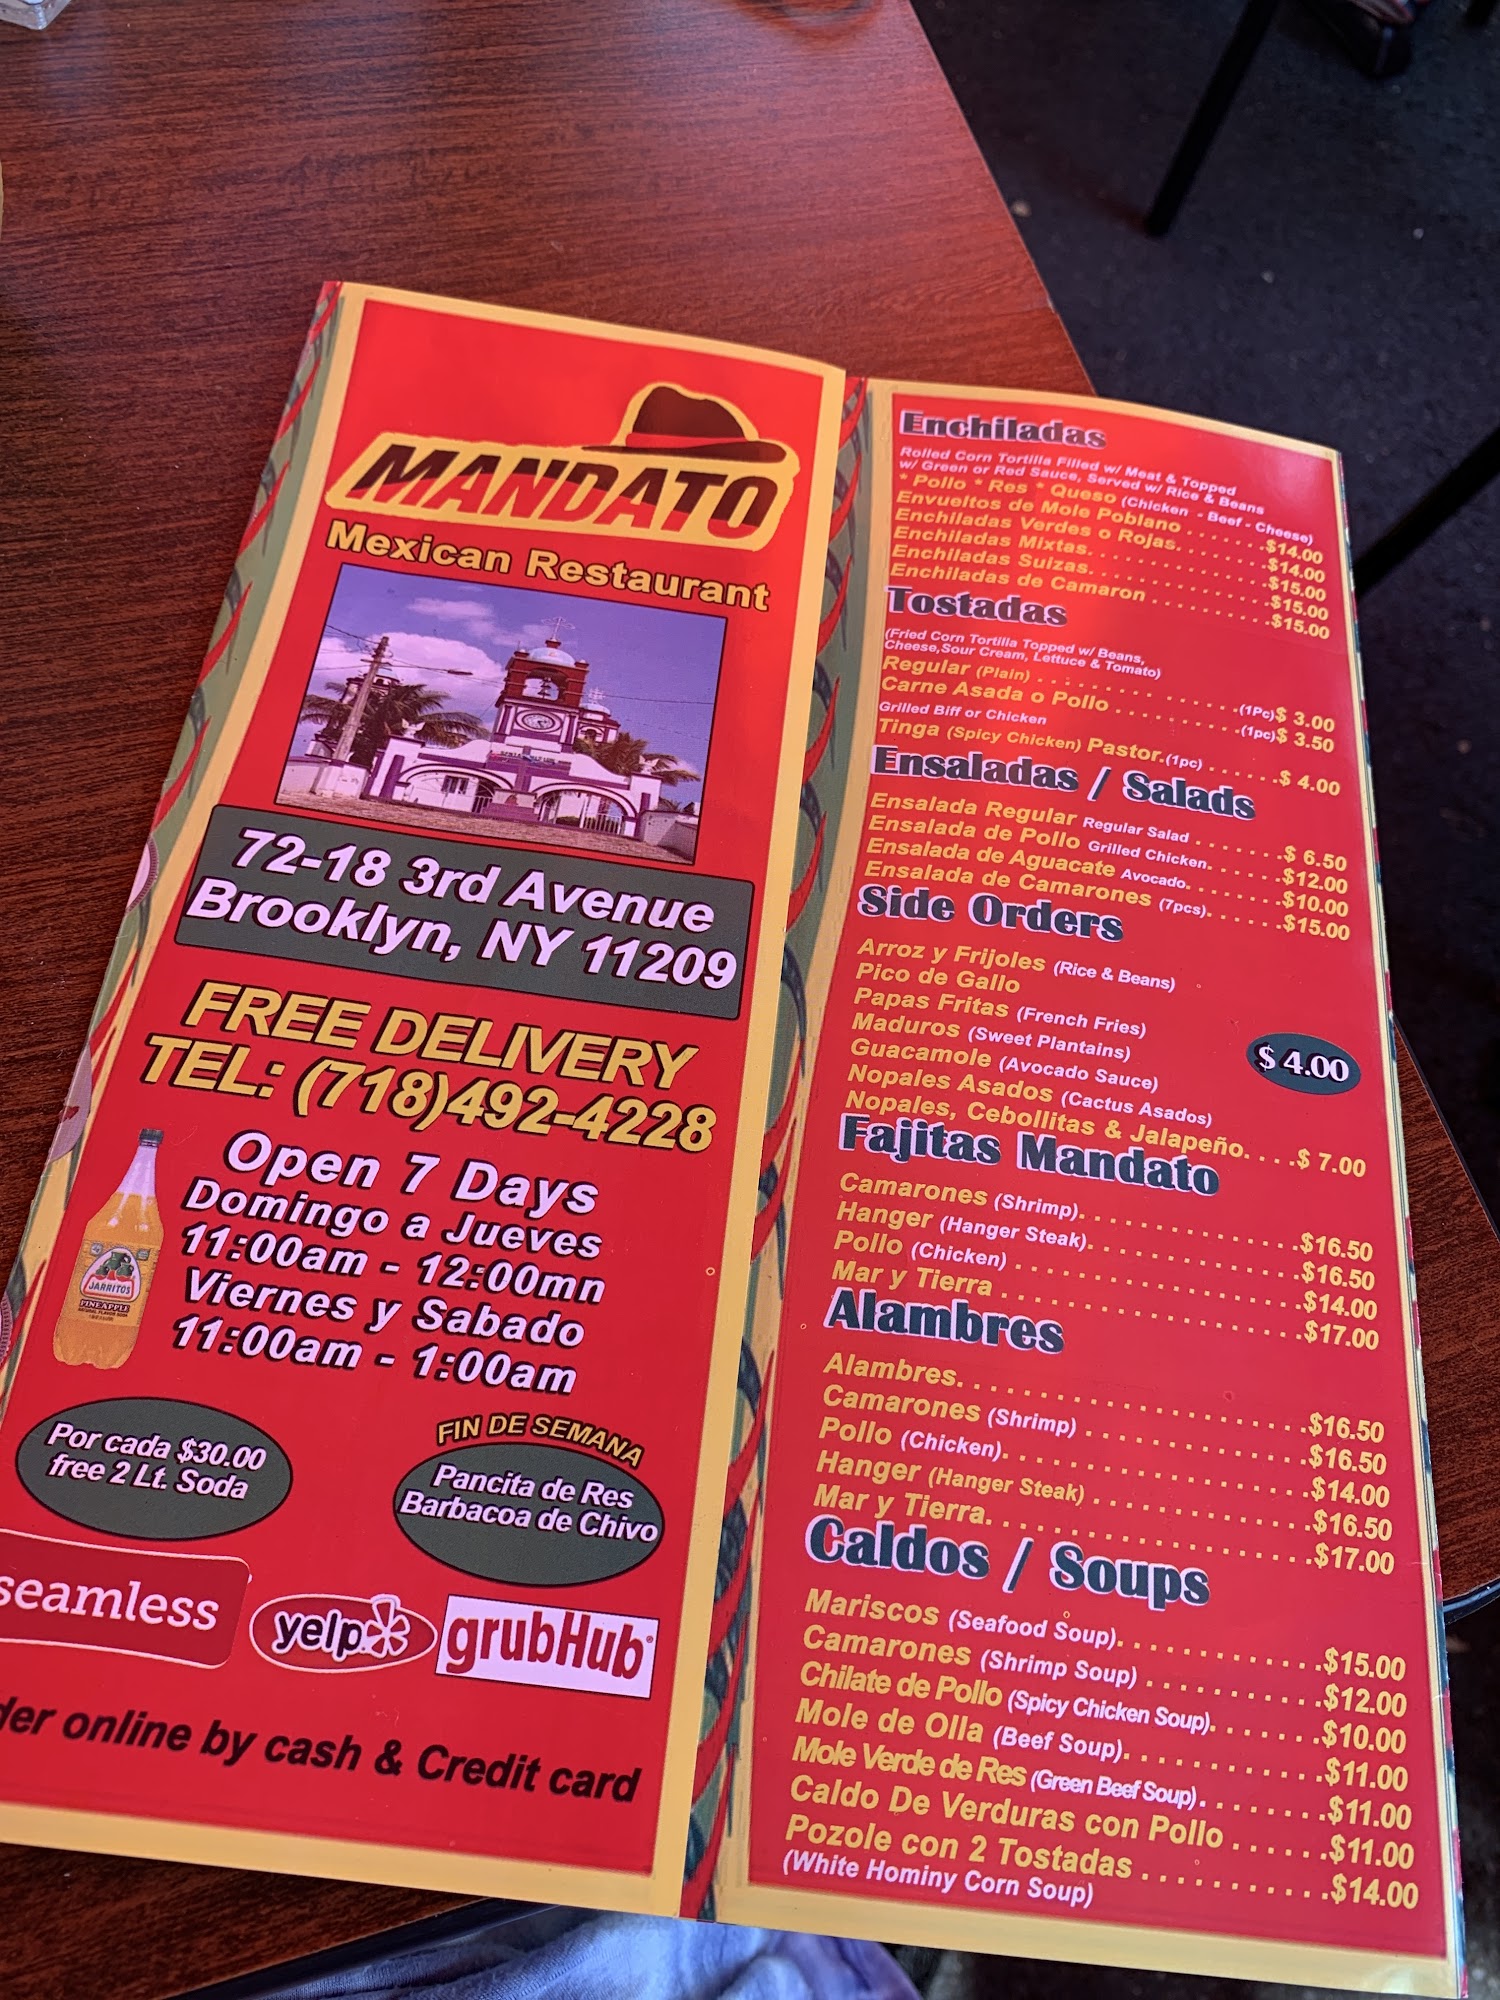 MANDATO
Mexican Restaurant
72-18 3rd Avenue
Brooklyn, NY 11209
FREE DELIVERY
TEL: (718)492-4228
Open 7 Days
Domingo a Jueves
11:00am - 12:00mn
Viernes y Sabado
11:00am - 1:00am
JARRITOS
PINEAPPLE
Por cada $30.00
free 2 Lt. Soda
FIN DE SEMANA
Pancita de Res
Barbacoa de Chivo
seamless
yelp
grubHub
der online by cash & Credit card
Enchiladas
Rolled Corn Tortilla Filled w/ Meat & Topped
w/ Green or Red Sauce, Served w/ Rice & Beans
* Pollo * Res * Queso (Chicken - Beef - Cheese)
Envueltos de Mole Poblano . . . . . . . $14.00
Enchiladas Verdes o Rojas. . . . . . . $14.00
Enchiladas Mixtas. . . . . . . . . . . . . $15.00
Enchiladas Suizas. . . . . . . . . . . . . $15.00
Enchiladas de Camaron . . . . . . . . . $15.00
Tostadas
(Fried Corn Tortilla Topped w/ Beans,
Cheese,Sour Cream, Lettuce & Tomato)
Regular (Plain) . . . . . . . . . . . . . . (1Pc)$ 3.00
Carne Asada o Pollo . . . . . . . . . (1pc)$ 3.50
Grilled Biff or Chicken
Tinga (Spicy Chicken) Pastor.(1pc) . . . . . . $ 4.00
Ensaladas / Salads
Ensalada Regular Regular Salad . . . . . . . $ 6.50
Ensalada de Pollo Grilled Chicken. . . . . . $12.00
Ensalada de Aguacate Avocado. . . . . . . $10.00
Ensalada de Camarones (7pcs). . . . . . $15.00
Side Orders
Arroz y Frijoles (Rice & Beans)
Pico de Gallo
Papas Fritas (French Fries)
Maduros (Sweet Plantains)
$ 4.00
Guacamole (Avocado Sauce)
Nopales Asados (Cactus Asados)
Nopales, Cebollitas & Jalapeño. . . . $ 7.00
Fajitas Mandato
Camarones (Shrimp). . . . . . . . . . . . . $16.50
Hanger (Hanger Steak). . . . . . . . . . . . $16.50
Pollo (Chicken) . . . . . . . . . . . . . . . . $14.00
Mar y Tierra . . . . . . . . . . . . . . . . . $17.00
Alambres
Alambres. . . . . . . . . . . . . . . . . . . . $16.50
Camarones (Shrimp) . . . . . . . . . . . . . $16.50
Pollo (Chicken). . . . . . . . . . . . . . . . . $14.00
Hanger (Hanger Steak) . . . . . . . . . . . . $16.50
Mar y Tierra. . . . . . . . . . . . . . . . . . $17.00
Caldos / Soups
Mariscos (Seafood Soup). . . . . . . . . . . $15.00
Camarones (Shrimp Soup) . . . . . . . . . . $12.00
Chilate de Pollo (Spicy Chicken Soup). . . . . . . $10.00
Mole de Olla (Beef Soup). . . . . . . . . . . $11.00
Mole Verde de Res (Green Beef Soup). . . . . . . . $11.00
Caldo De Verduras con Pollo . . . . . . $11.00
Pozole con 2 Tostadas . . . . . . . . . . . $14.00
(White Hominy Corn Soup)